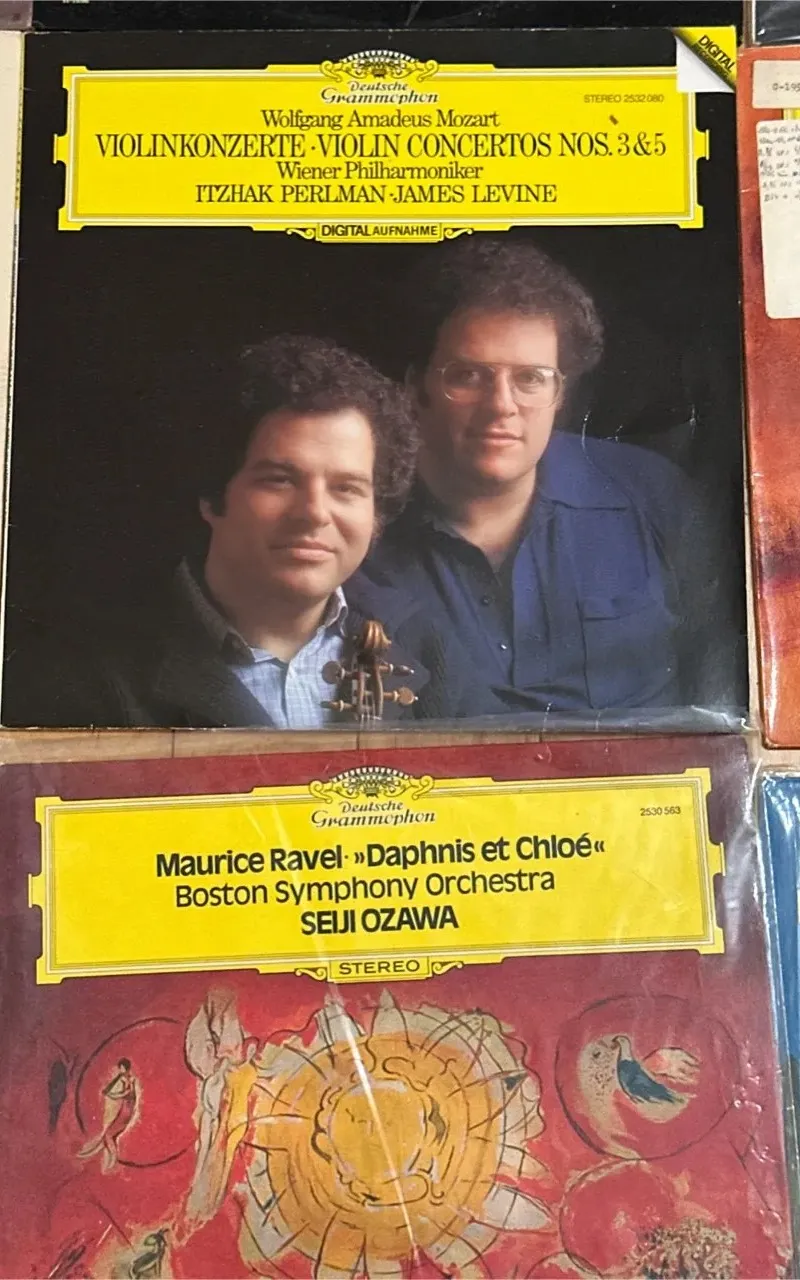 DIGITAL
Deutsche
Grammophon
STEREO 2532 080
Wolfgang Amadeus Mozart
VIOLINKONZERTE · VIOLIN CONCERTOS NOS. 3 & 5
Wiener Philharmoniker
ITZHAK PERLMAN · JAMES LEVINE
DIGITAL AUFNAHME
Deutsche
Grammophon
2530 563
Maurice Ravel · »Daphnis et Chloé«
Boston Symphony Orchestra
SEIJI OZAWA
STEREO